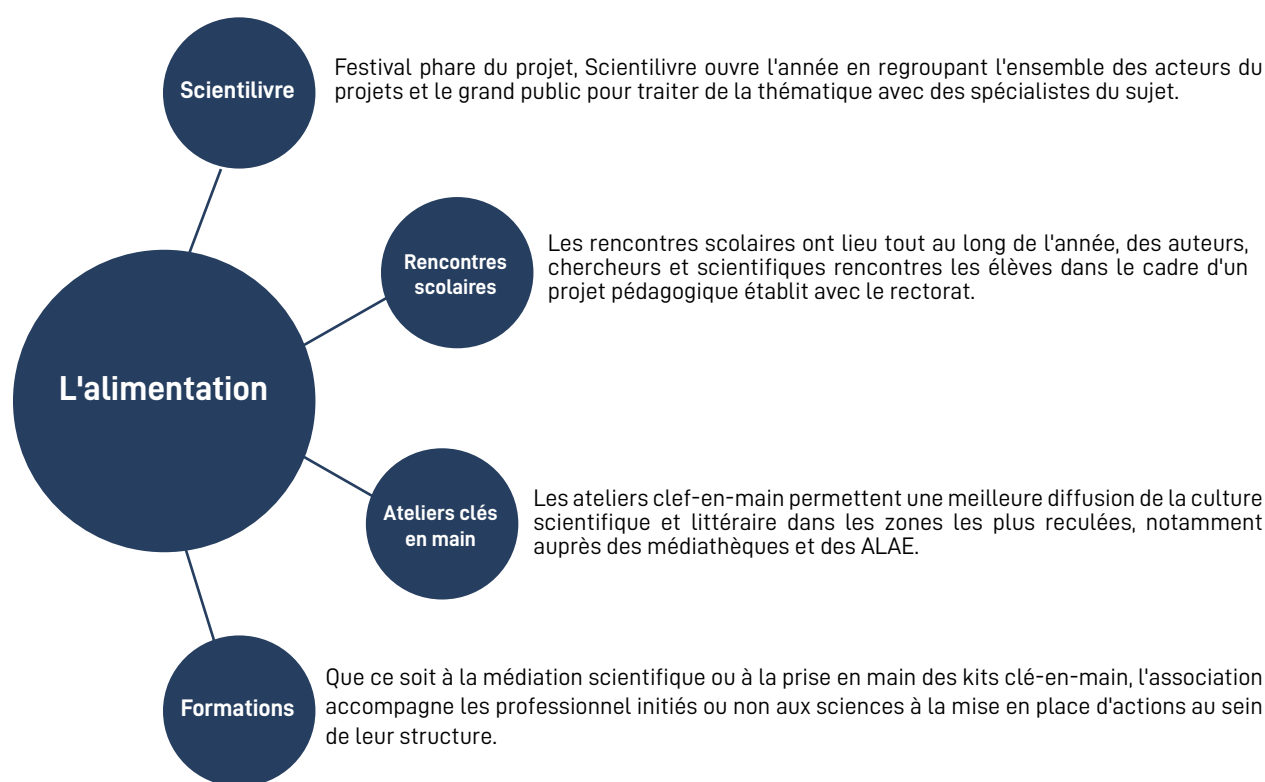 Scientilivre
Festival phare du projet, Scientilivre ouvre l'année en regroupant l'ensemble des acteurs du
projets et le grand public pour traiter de la thématique avec des spécialistes du sujet.
Rencontres
scolaires
Les rencontres scolaires ont lieu tout au long de l'année, des auteurs,
chercheurs et scientifiques rencontres les élèves dans le cadre d'un
projet pédagogique établit avec le rectorat.
L'alimentation
Ateliers clés
en main
Les ateliers clef-en-main permettent une meilleure diffusion de la culture
scientifique et littéraire dans les zones les plus reculées, notamment
auprès des médiathèques et des ALAE.
Formations
Que ce soit à la médiation scientifique ou à la prise en main des kits clé-en-main, l'association
accompagne les professionnel initiés ou non aux sciences à la mise en place d'actions au sein
de leur structure.